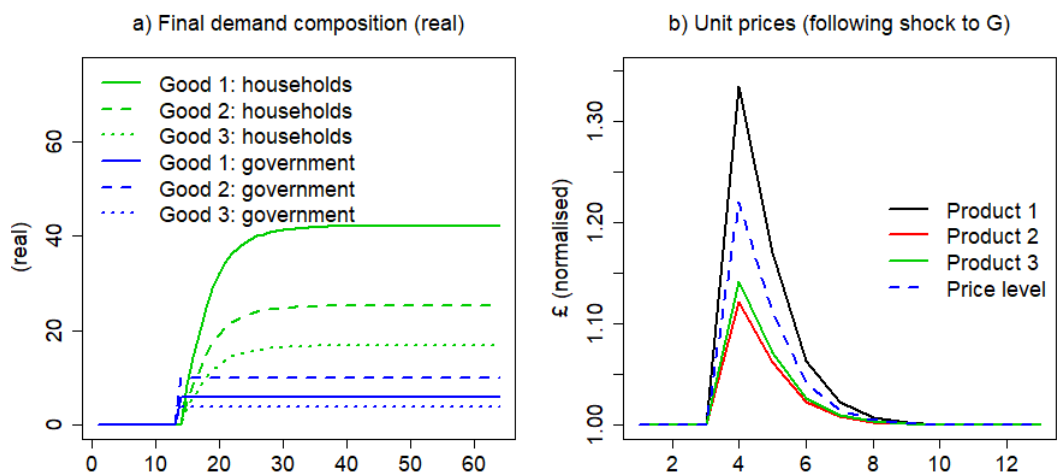 a) Final demand composition (real)
(real)
0
20
40
60
Good 1: households
Good 2: households
Good 3: households
Good 1: government
Good 2: government
Good 3: government
0 10 20 30 40 50 60
b) Unit prices (following shock to G)
£ (normalised)
1.00
1.10
1.20
1.30
Product 1
Product 2
Product 3
Price level
2 4 6 8 10 12